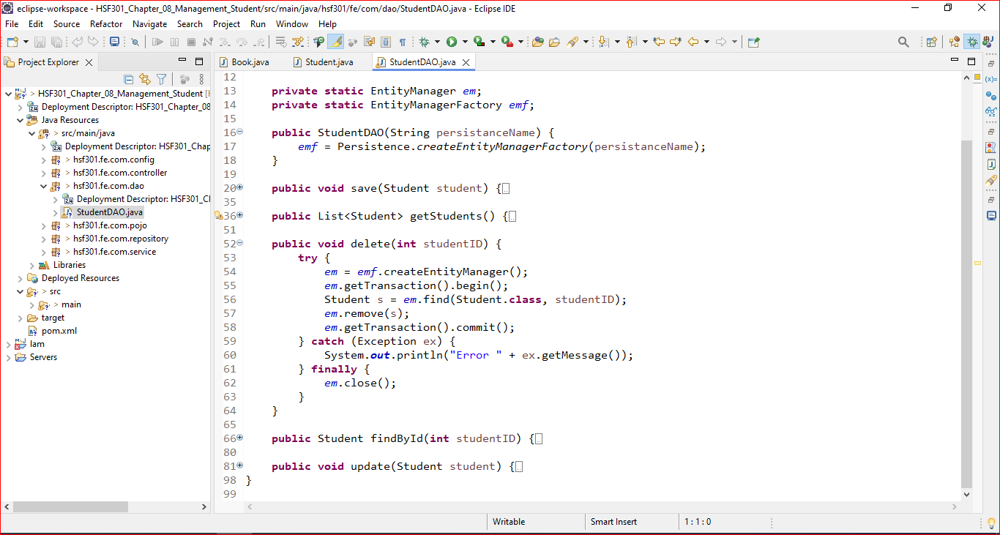 eclipse-workspace - HSF301_Chapter_08_Management_Student/src/main/java/hsf301/fe/com/dao/StudentDAO.java - Eclipse IDE
File Edit Source Refactor Navigate Search Project Run Window Help
Project Explorer
Book.java Student.java StudentDAO.java
> HSF301_Chapter_08_Management_Student [
Deployment Descriptor: HSF301_Chapter_08
Java Resources
> src/main/java
Deployment Descriptor: HSF301_Chap
> hsf301.fe.com.config
> hsf301.fe.com.controller
> hsf301.fe.com.dao
Deployment Descriptor: HSF301_Cl
StudentDAO.java
> hsf301.fe.com.pojo
> hsf301.fe.com.repository
> hsf301.fe.com.service
Libraries
Deployed Resources
> src
> main
target
pom.xml
lam
Servers
12
13 private static EntityManager em;
14 private static EntityManagerFactory emf;
15
16 public StudentDAO(String persistanceName) {
17 emf = Persistence.createEntityManagerFactory(persistanceName);
18 }
19
20 public void save(Student student) {
35
36 public List<Student> getStudents() {
51
52 public void delete(int studentID) {
53 try {
54 em = emf.createEntityManager();
55 em.getTransaction().begin();
56 Student s = em.find(Student.class, studentID);
57 em.remove(s);
58 em.getTransaction().commit();
59 } catch (Exception ex) {
60 System.out.println("Error " + ex.getMessage());
61 } finally {
62 em.close();
63 }
64 }
65
66 public Student findById(int studentID) {
80
81 public void update(Student student) {
98 }
99
Writable Smart Insert 1 : 1 : 0